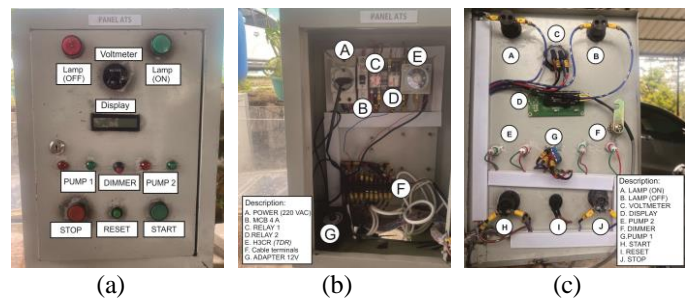 PANEL ATS
Voltmeter
Lamp
(OFF)
Lamp
(ON)
Display
PUMP 1
DIMMER
PUMP 2
STOP
RESET
START
(a)
PANEL ATS
A
C
E
D
B
F
G
Description:
A. POWER (220 VAC)
B. MCB 4 A
C. RELAY 1
D.RELAY 2
E. H3CR (TDR)
F. Cable terminals
G. ADAPTER 12V
(b)
A
C
B
D
E
G
F
H
I
J
Description:
A. LAMP (ON)
B. LAMP (OFF)
C. VOLTMETER
D. DISPLAY
E. PUMP 2
F. DIMMER
G.PUMP 1
H. START
I. RESET
J. STOP
(c)